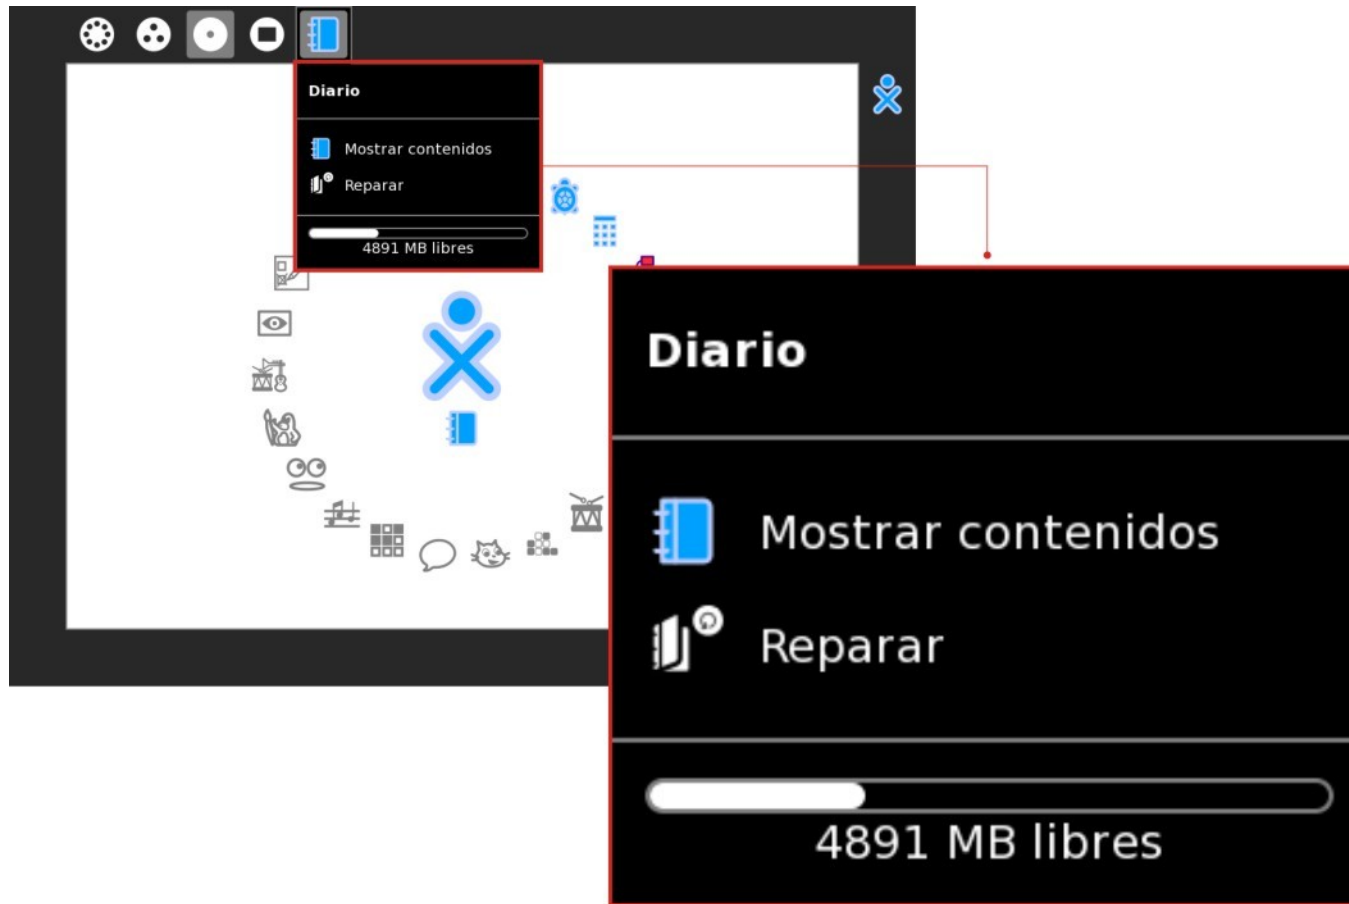 Diario
Mostrar contenidos
Reparar
4891 MB libres
Diario
Mostrar contenidos
Reparar
4891 MB libres